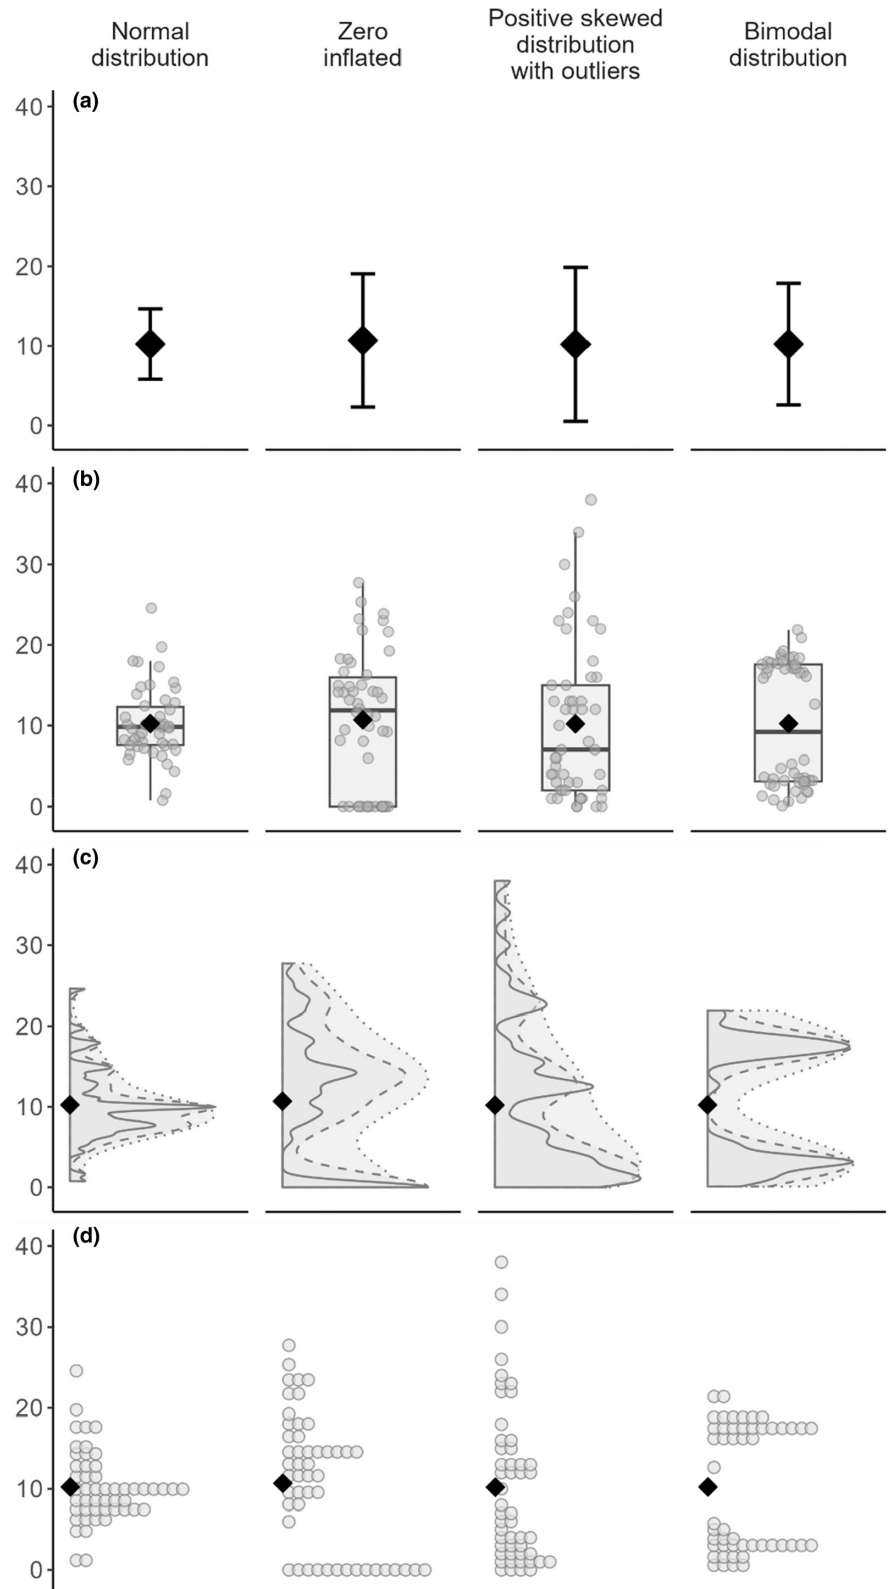 Normal
distribution
Zero
inflated
Positive skewed
distribution
with outliers
Bimodal
distribution
(a)
40
30
20
10
0
(b)
40
30
20
10
0
(c)
40
30
20
10
0
(d)
40
30
20
10
0